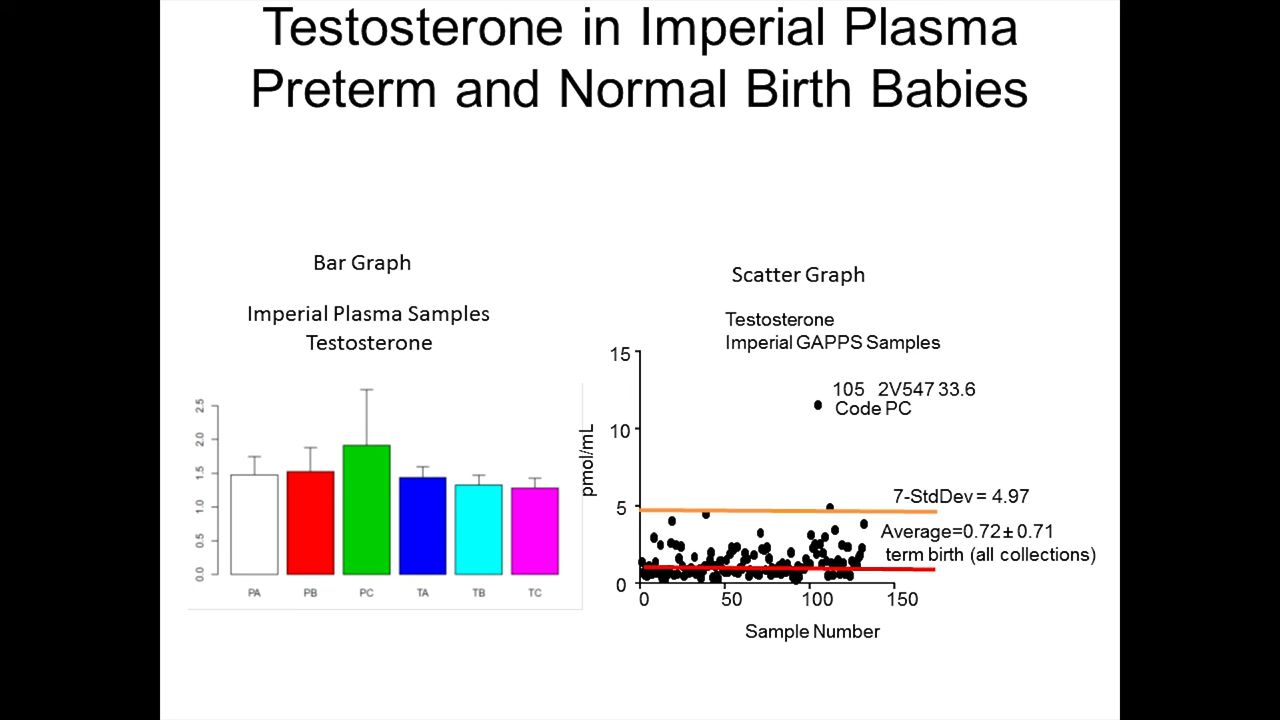 Testosterone in Imperial Plasma
Preterm and Normal Birth Babies
Bar Graph
Imperial Plasma Samples
Testosterone
2.5
2.0
1.5
1.0
0.5
0.0
PA PB PC TA TB TC
Scatter Graph
Testosterone
Imperial GAPPS Samples
15
10
5
0
pmol/mL
105 2V547 33.6
Code PC
7-StdDev = 4.97
Average=0.72±0.71
term birth (all collections)
0 50 100 150
Sample Number